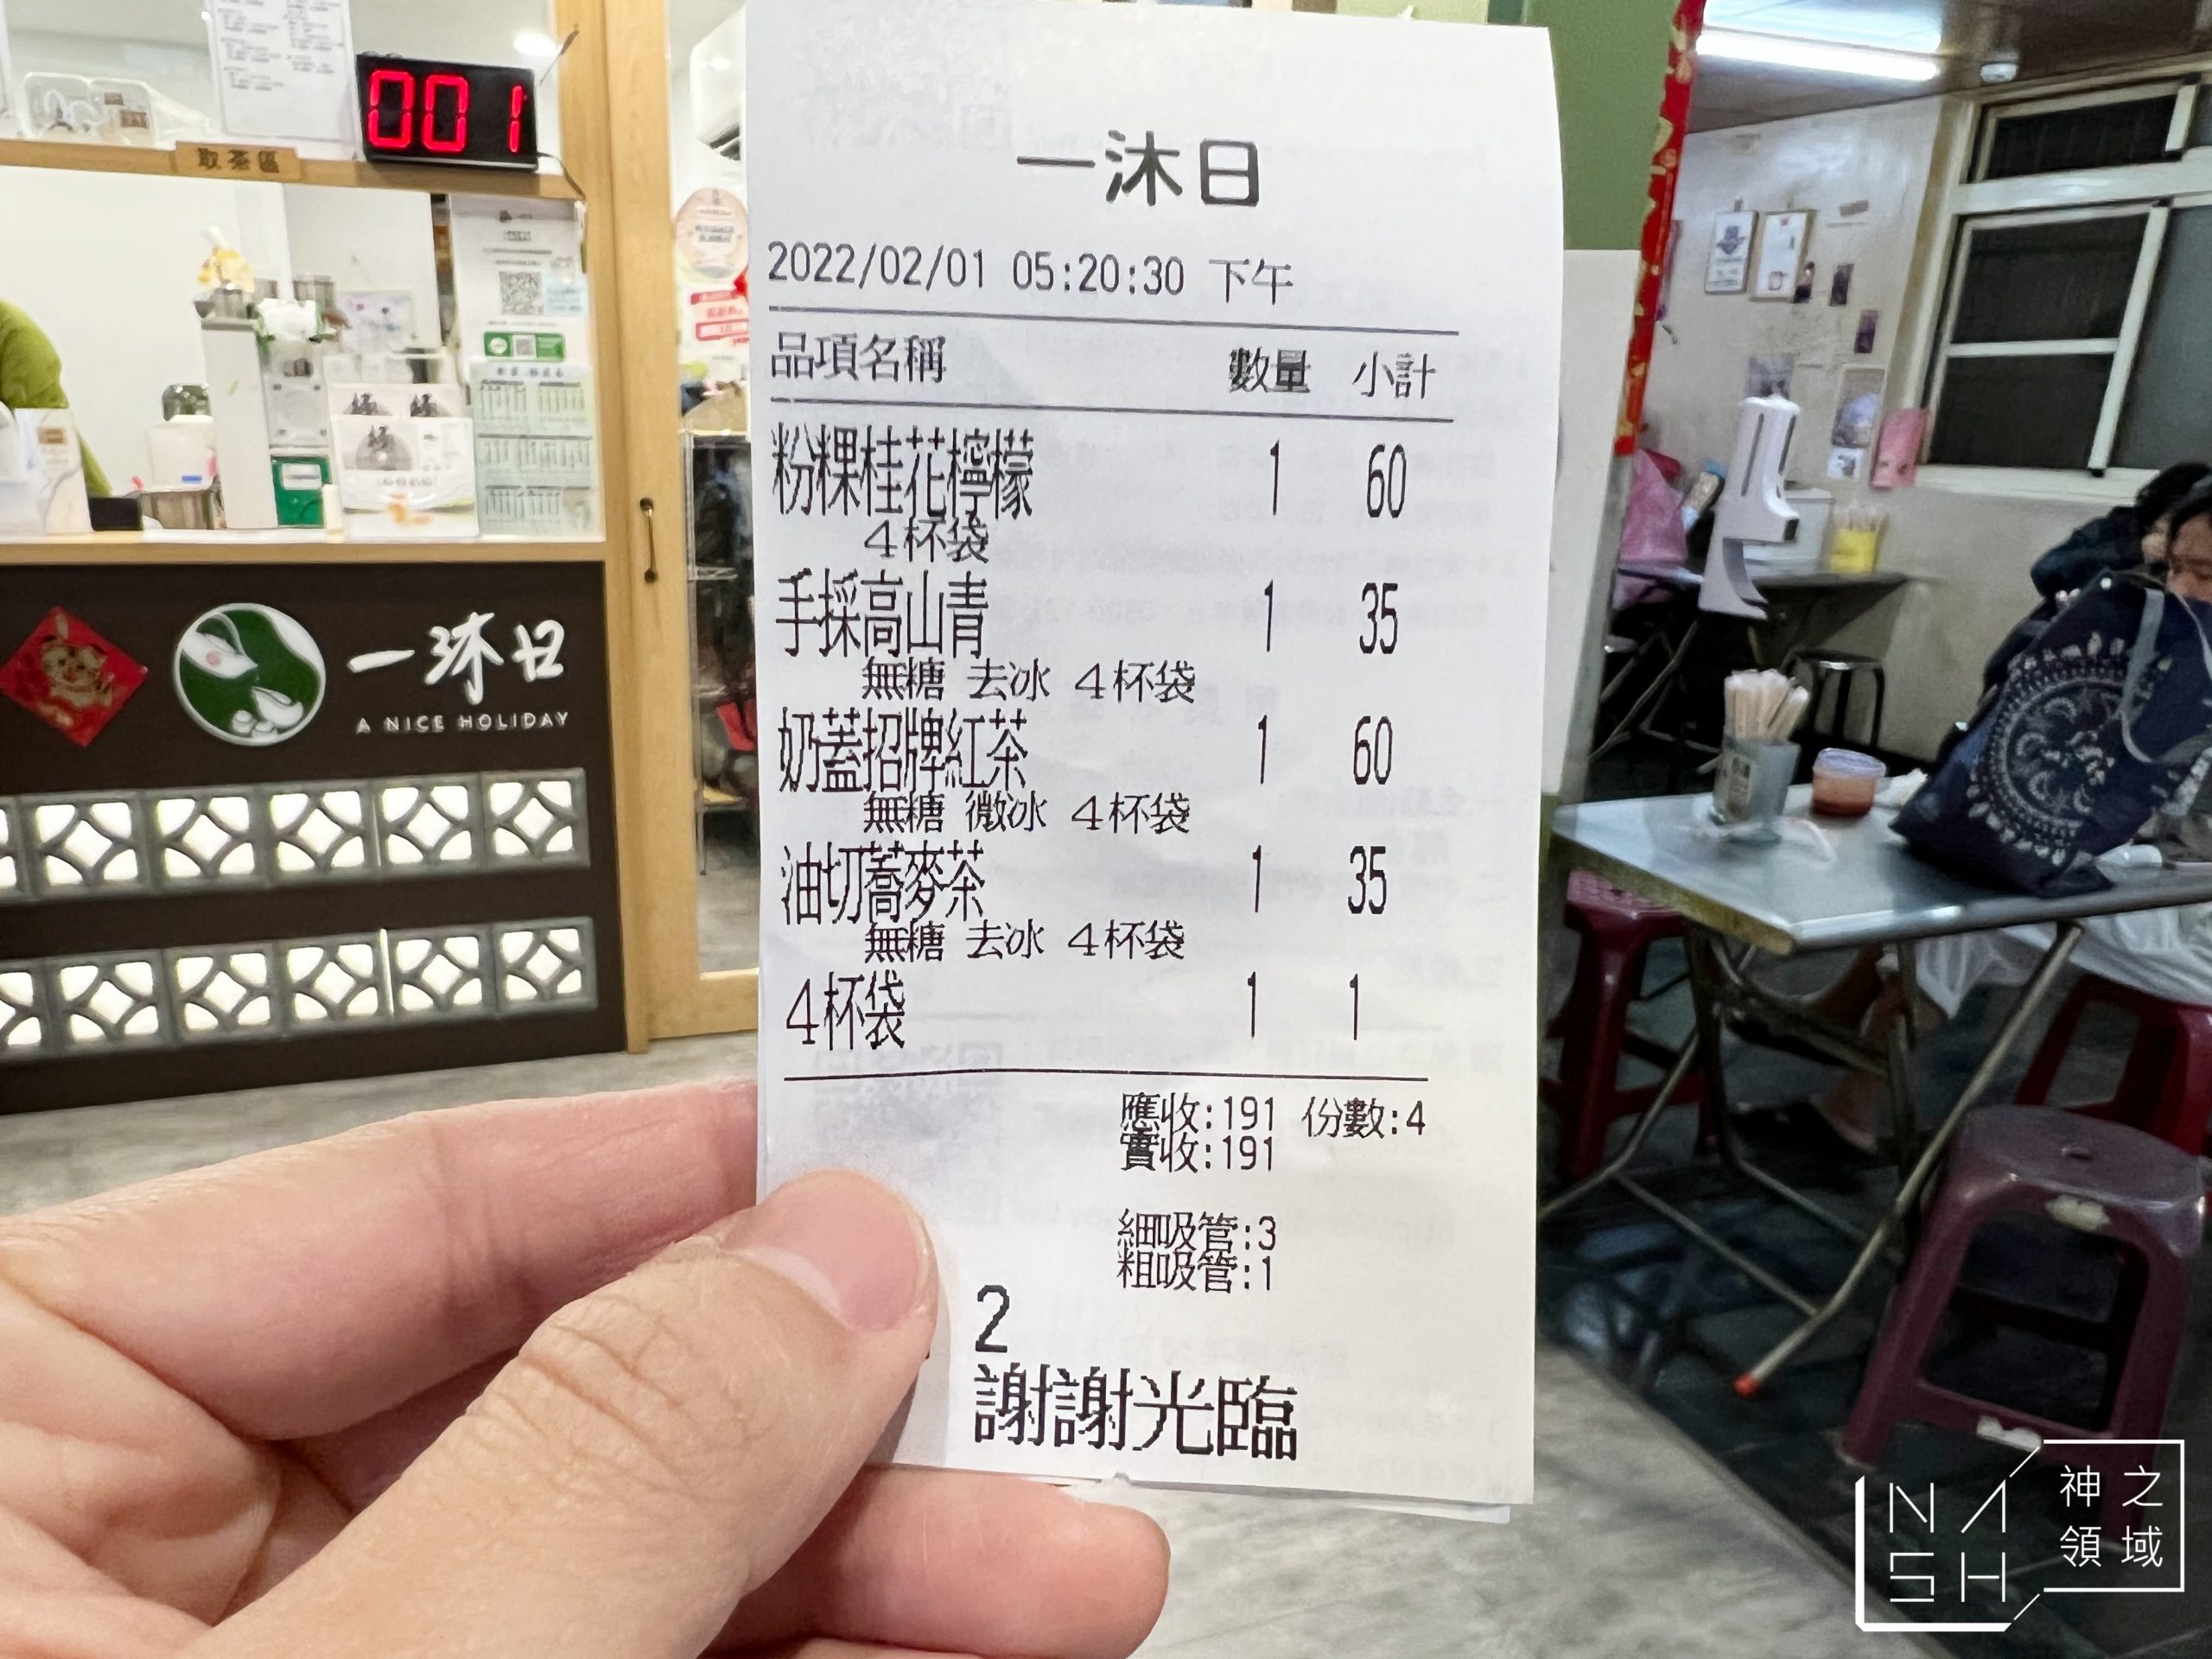 001
取茶區
一沐日
A NICE HOLIDAY
一沐日
2022/02/01 05:20:30 下午
品項名稱 數量 小計
粉粿桂花檸檬 1 60
4杯袋
手採高山青 1 35
無糖 去冰 4杯袋
奶蓋招牌紅茶 1 60
無糖 微冰 4杯袋
油切蕎麥茶 1 35
無糖 去冰 4杯袋
4杯袋 1 1
應收:191 份數:4
實收:191
細吸管:3
粗吸管:1
2
謝謝光臨
NASH
神之
領域